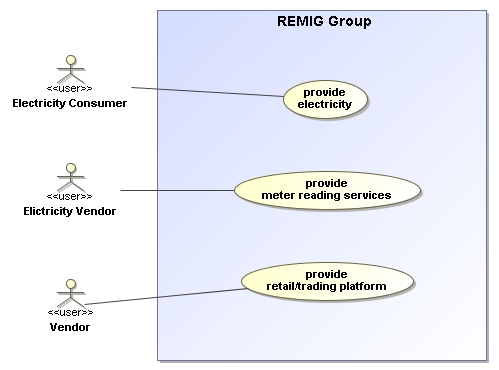 REMIG Group
<<user>>
Electricity Consumer
provide
electricity
<<user>>
Elictricity Vendor
provide
meter reading services
<<user>>
Vendor
provide
retail/trading platform